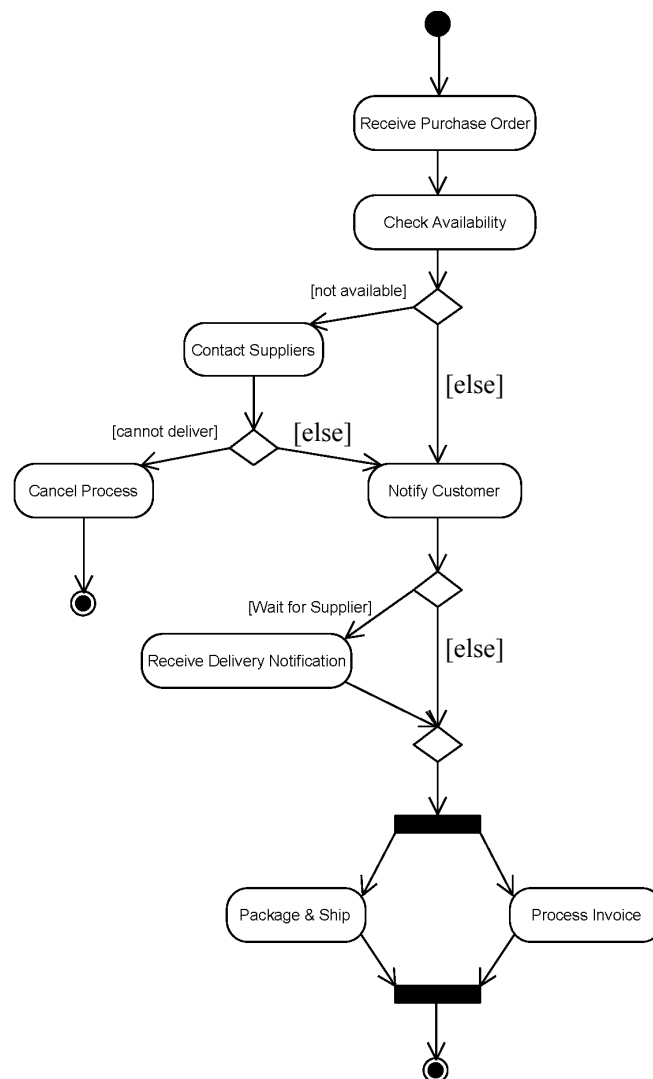 Receive Purchase Order
Check Availability
[not available]
Contact Suppliers
[else]
[cannot deliver]
[else]
Cancel Process
Notify Customer
[Wait for Supplier]
[else]
Receive Delivery Notification
Package & Ship
Process Invoice